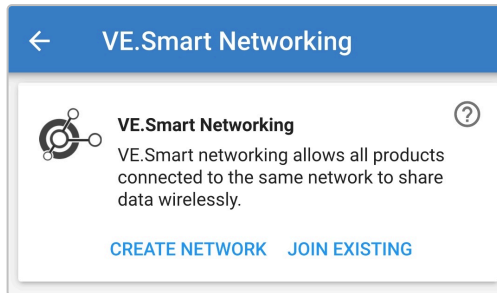 VE.Smart Networking
VE.Smart Networking
VE.Smart networking allows all products
connected to the same network to share
data wirelessly.
CREATE NETWORK JOIN EXISTING